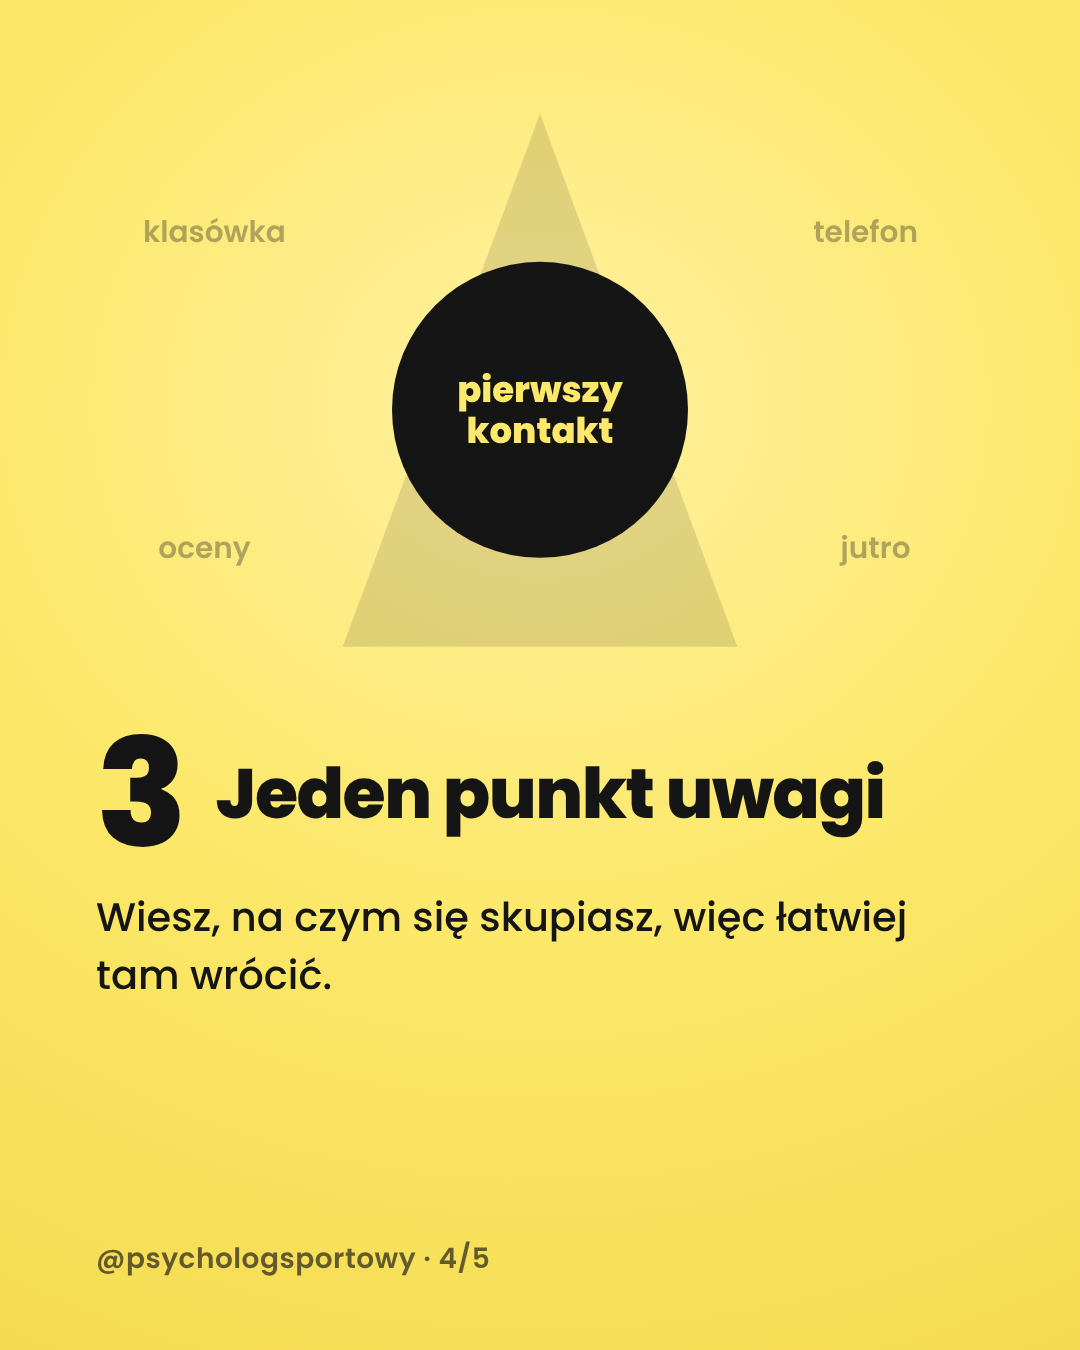 klasówka
telefon
pierwszy
kontakt
oceny
jutro
3 Jeden punkt uwagi
Wiesz, na czym się skupiasz, więc łatwiej
tam wrócić.
@psychologsportowy · 4/5